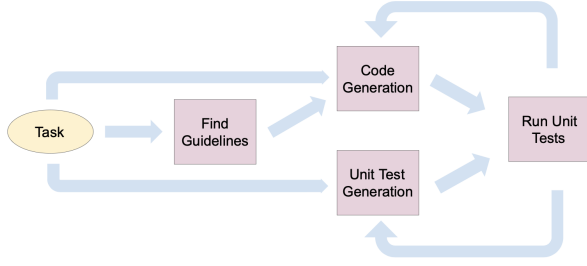 Task
Find
Guidelines
Code
Generation
Unit Test
Generation
Run Unit
Tests